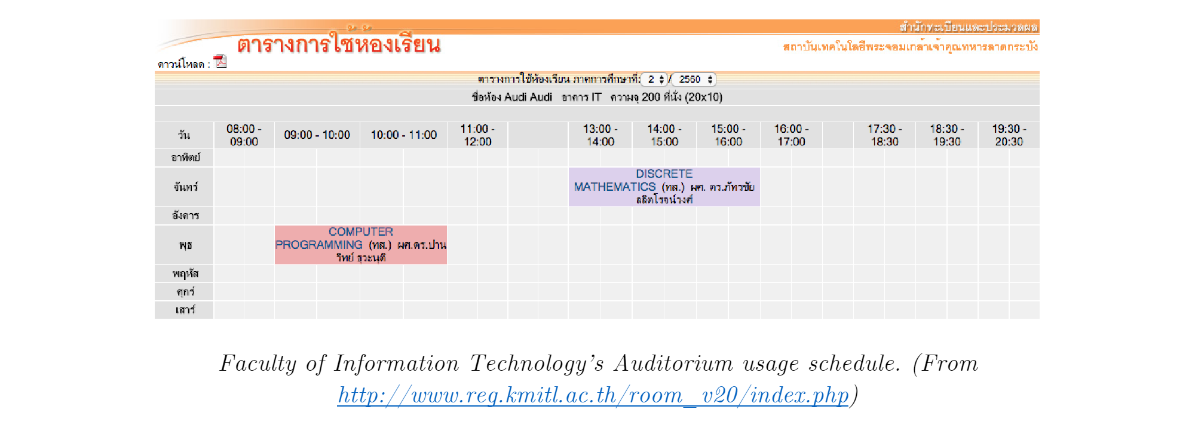 สำนักทะเบียนและประมวลผล
ตารางการใช้ห้องเรียน
สถาบันเทคโนโลยีพระจอมเกล้าเจ้าคุณทหารลาดกระบัง
ดาวน์โหลด :
ตารางการใช้ห้องเรียน ภาคการศึกษาที่: 2 / 2560
ชื่อห้อง Audi Audi อาคาร IT ความจุ 200 ที่นั่ง (20x10)
วัน 08:00 - 09:00 09:00 - 10:00 10:00 - 11:00 11:00 - 12:00 13:00 - 14:00 14:00 - 15:00 15:00 - 16:00 16:00 - 17:00 17:30 - 18:30 18:30 - 19:30 19:30 - 20:30
อาทิตย์
จันทร์
DISCRETE
MATHEMATICS (ทส.) ผศ. ดร.ภัทรชัย
ลลิตโรจน์วงศ์
อังคาร
พุธ
COMPUTER
PROGRAMMING (ทส.) ผศ.ดร.ปาน
วิทย์ ธุวะนุติ
พฤหัส
ศุกร์
เสาร์
Faculty of Information Technology's Auditorium usage schedule. (From
http://www.reg.kmitl.ac.th/room_v20/index.php)